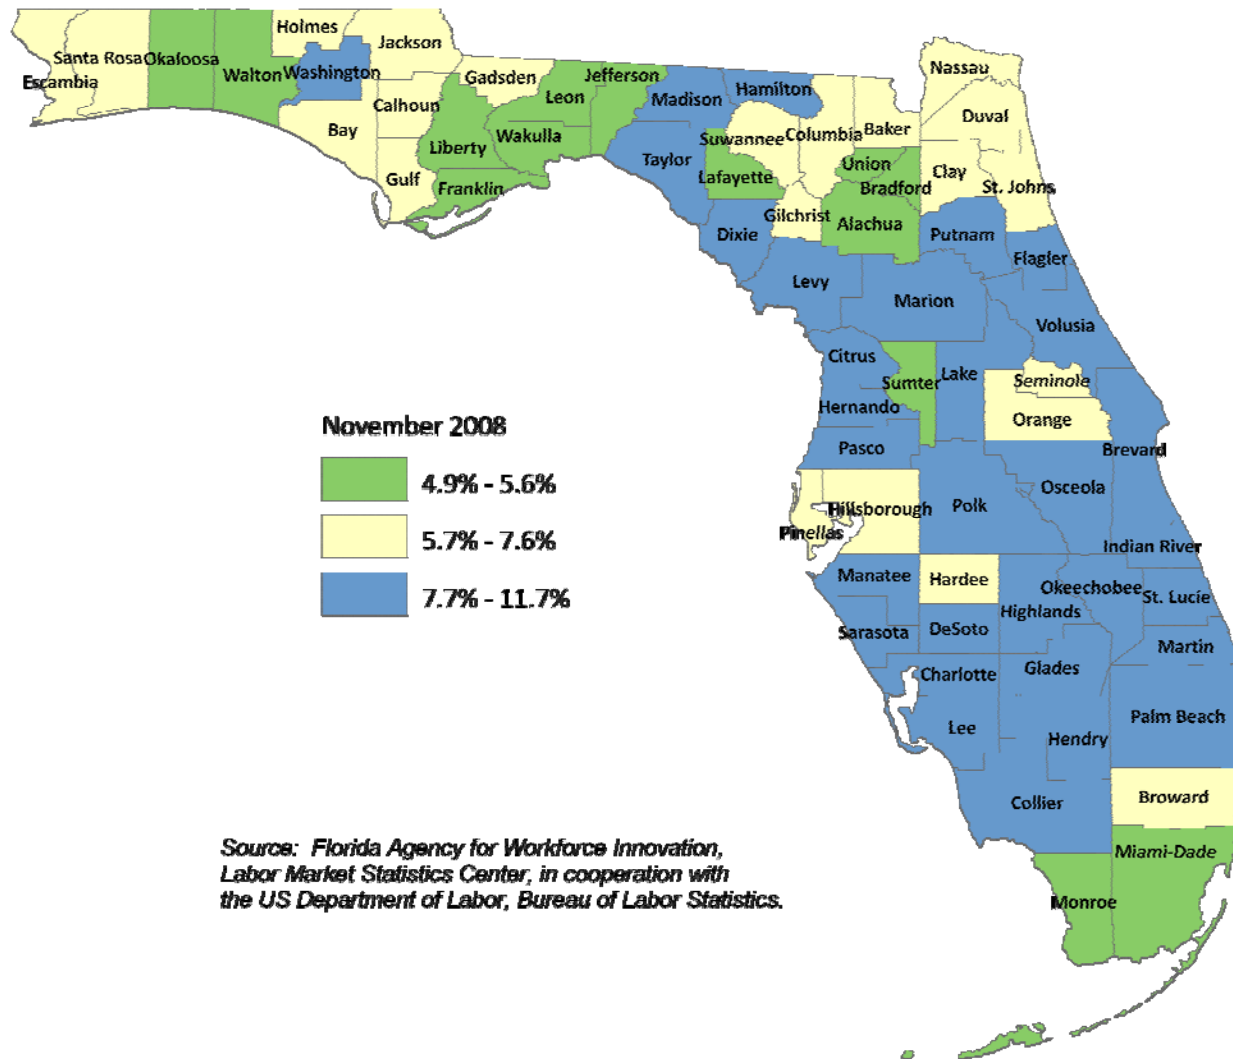 Holmes
Jackson
Santa Rosa
Okaloosa
Escambia
Walton
Washington
Gadsden
Jefferson
Calhoun
Leon
Bay
Liberty
Wakulla
Gulf
Franklin
Madison
Hamilton
Nassau
Duval
Suwannee
Columbia
Baker
Taylor
Lafayette
Union
Bradford
Clay
St. Johns
Gilchrist
Alachua
Dixie
Putnam
Flagler
Levy
Marion
Volusia
Citrus
Sumter
Lake
Seminole
Hernando
Orange
Pasco
Brevard
Osceola
Polk
Hillsborough
Pinellas
Indian River
Manatee
Hardee
Okeechobee
St. Lucie
Highlands
Sarasota
DeSoto
Martin
Charlotte
Glades
Palm Beach
Lee
Hendry
Collier
Broward
Miami-Dade
Monroe
November 2008
4.9% - 5.6%
5.7% - 7.6%
7.7% - 11.7%
Source: Florida Agency for Workforce Innovation,
Labor Market Statistics Center, in cooperation with
the US Department of Labor, Bureau of Labor Statistics.